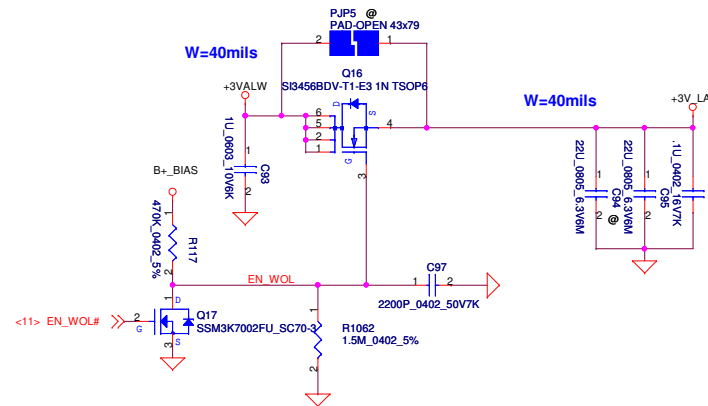 PJP5 @
PAD-OPEN 43x79
2 1
W=40mils
Q16
SI3456BDV-T1-E3 1N TSOP6
+3VALW
W=40mils
+3V_LA
D
S
6
5
2
1
4
G
3
1U_0603_10V6K
1
2
C93
22U_0805_6.3V6M
1
2
C94
@
22U_0805_6.3V6M
1
2
C95
.1U_0402_16V7K
1
2
B+_BIAS
470K_0402_5%
1
2
R117
EN_WOL
C97
1 2
2200P_0402_50V7K
<11> EN_WOL#
2
G
1
D
S
3
Q17
SSM3K7002FU_SC70-3
1
2
R1062
1.5M_0402_5%